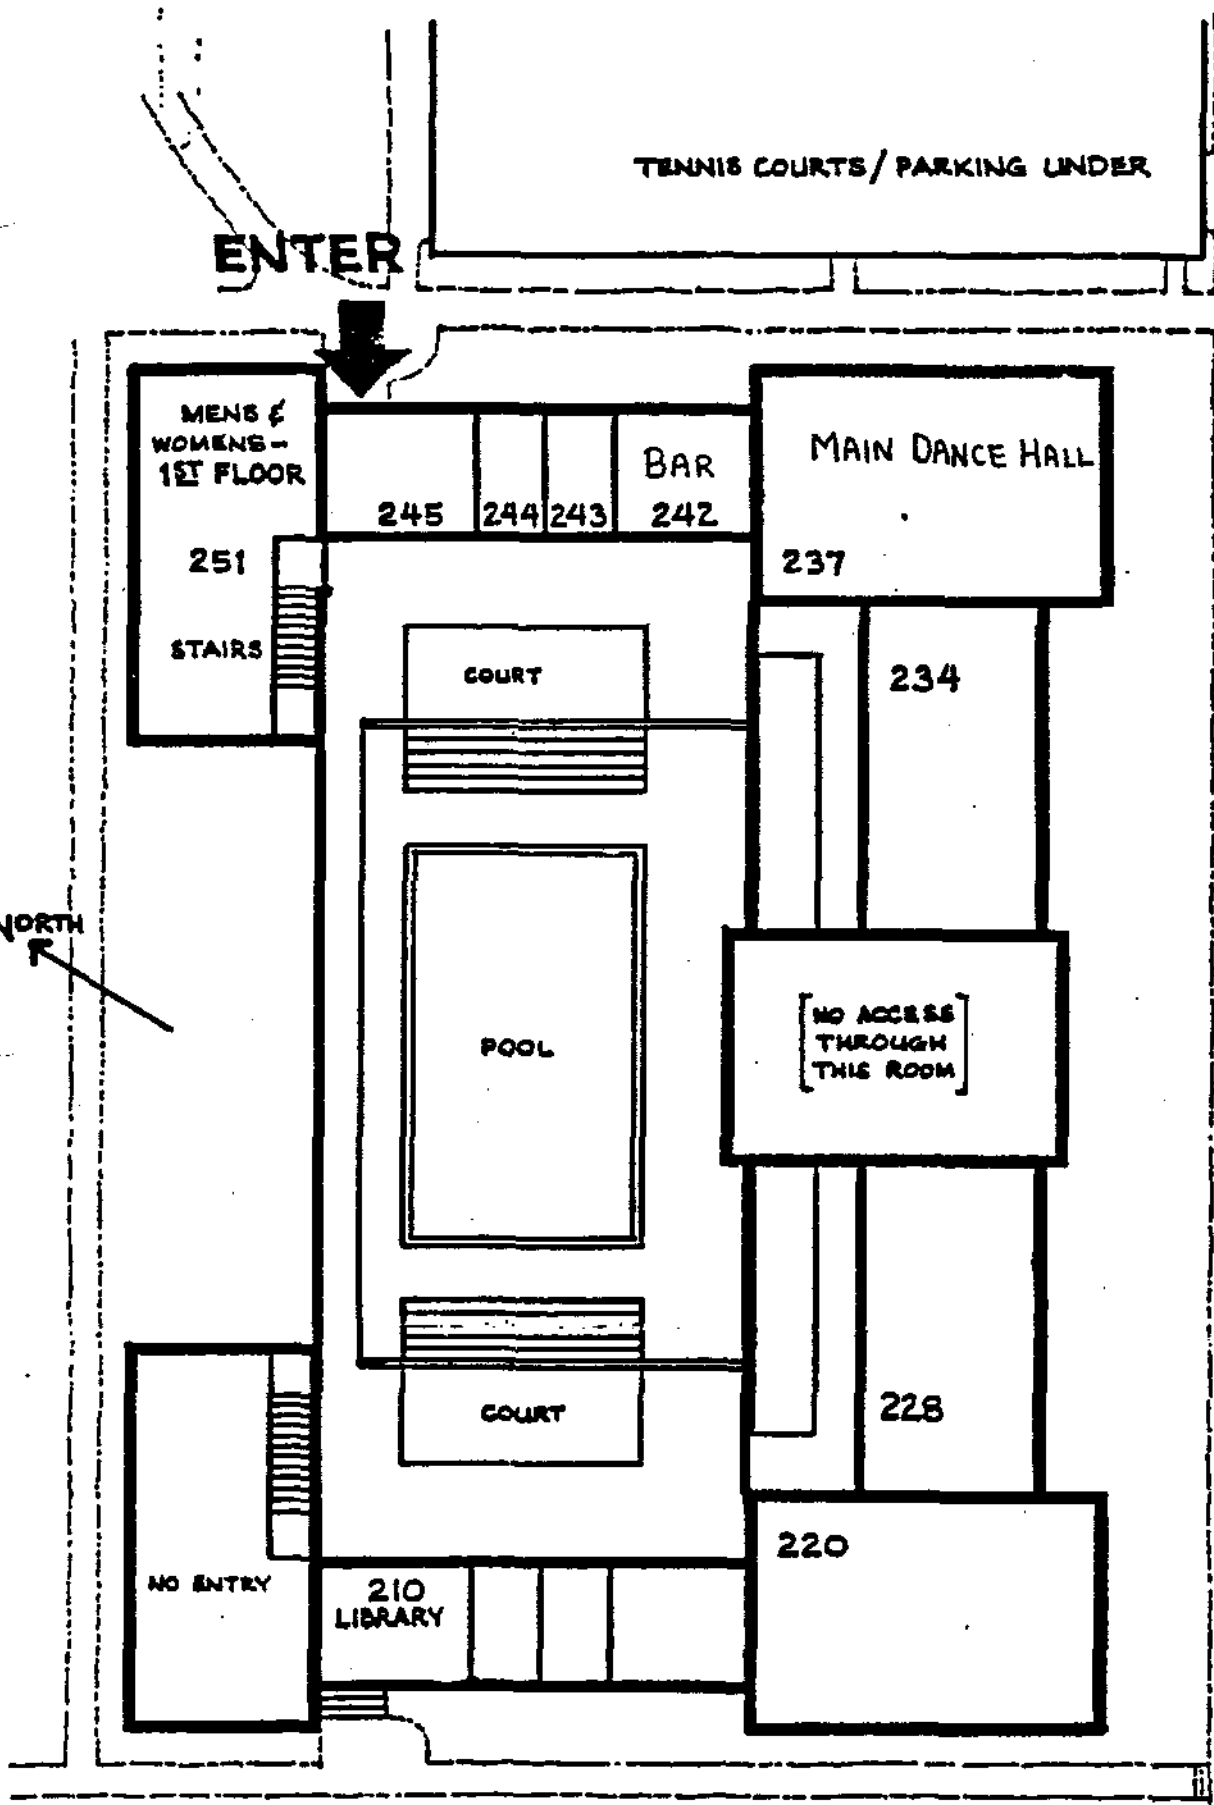 TENNIS COURTS/PARKING UNDER
ENTER
MENS &
WOMENS-
1ST FLOOR
251
STAIRS
245
244
243
BAR
242
MAIN DANCE HALL
237
COURT
234
NORTH
POOL
[NO ACCESS
THROUGH
THIS ROOM]
COURT
228
220
NO ENTRY
210
LIBRARY